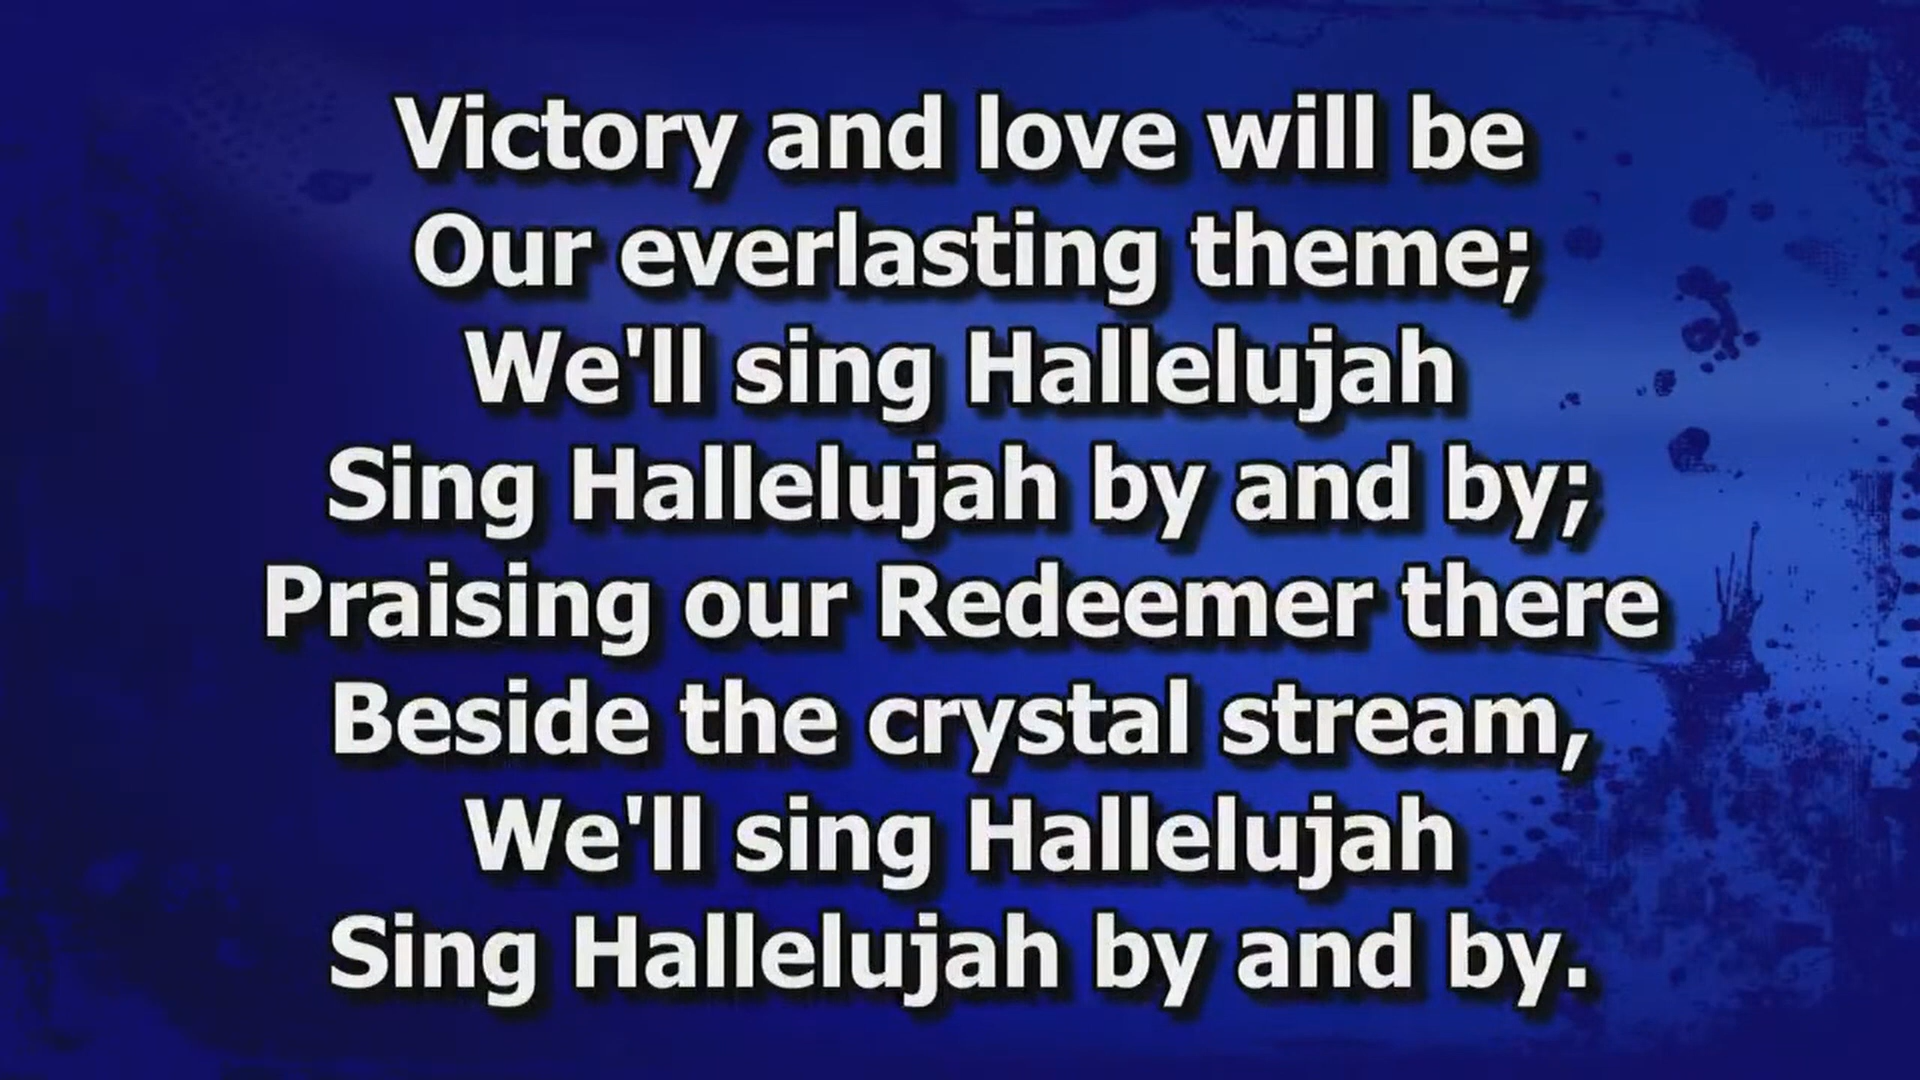 Victory and love will be
Our everlasting theme;
We'll sing Hallelujah
Sing Hallelujah by and by;
Praising our Redeemer there
Beside the crystal stream,
We'll sing Hallelujah
Sing Hallelujah by and by.